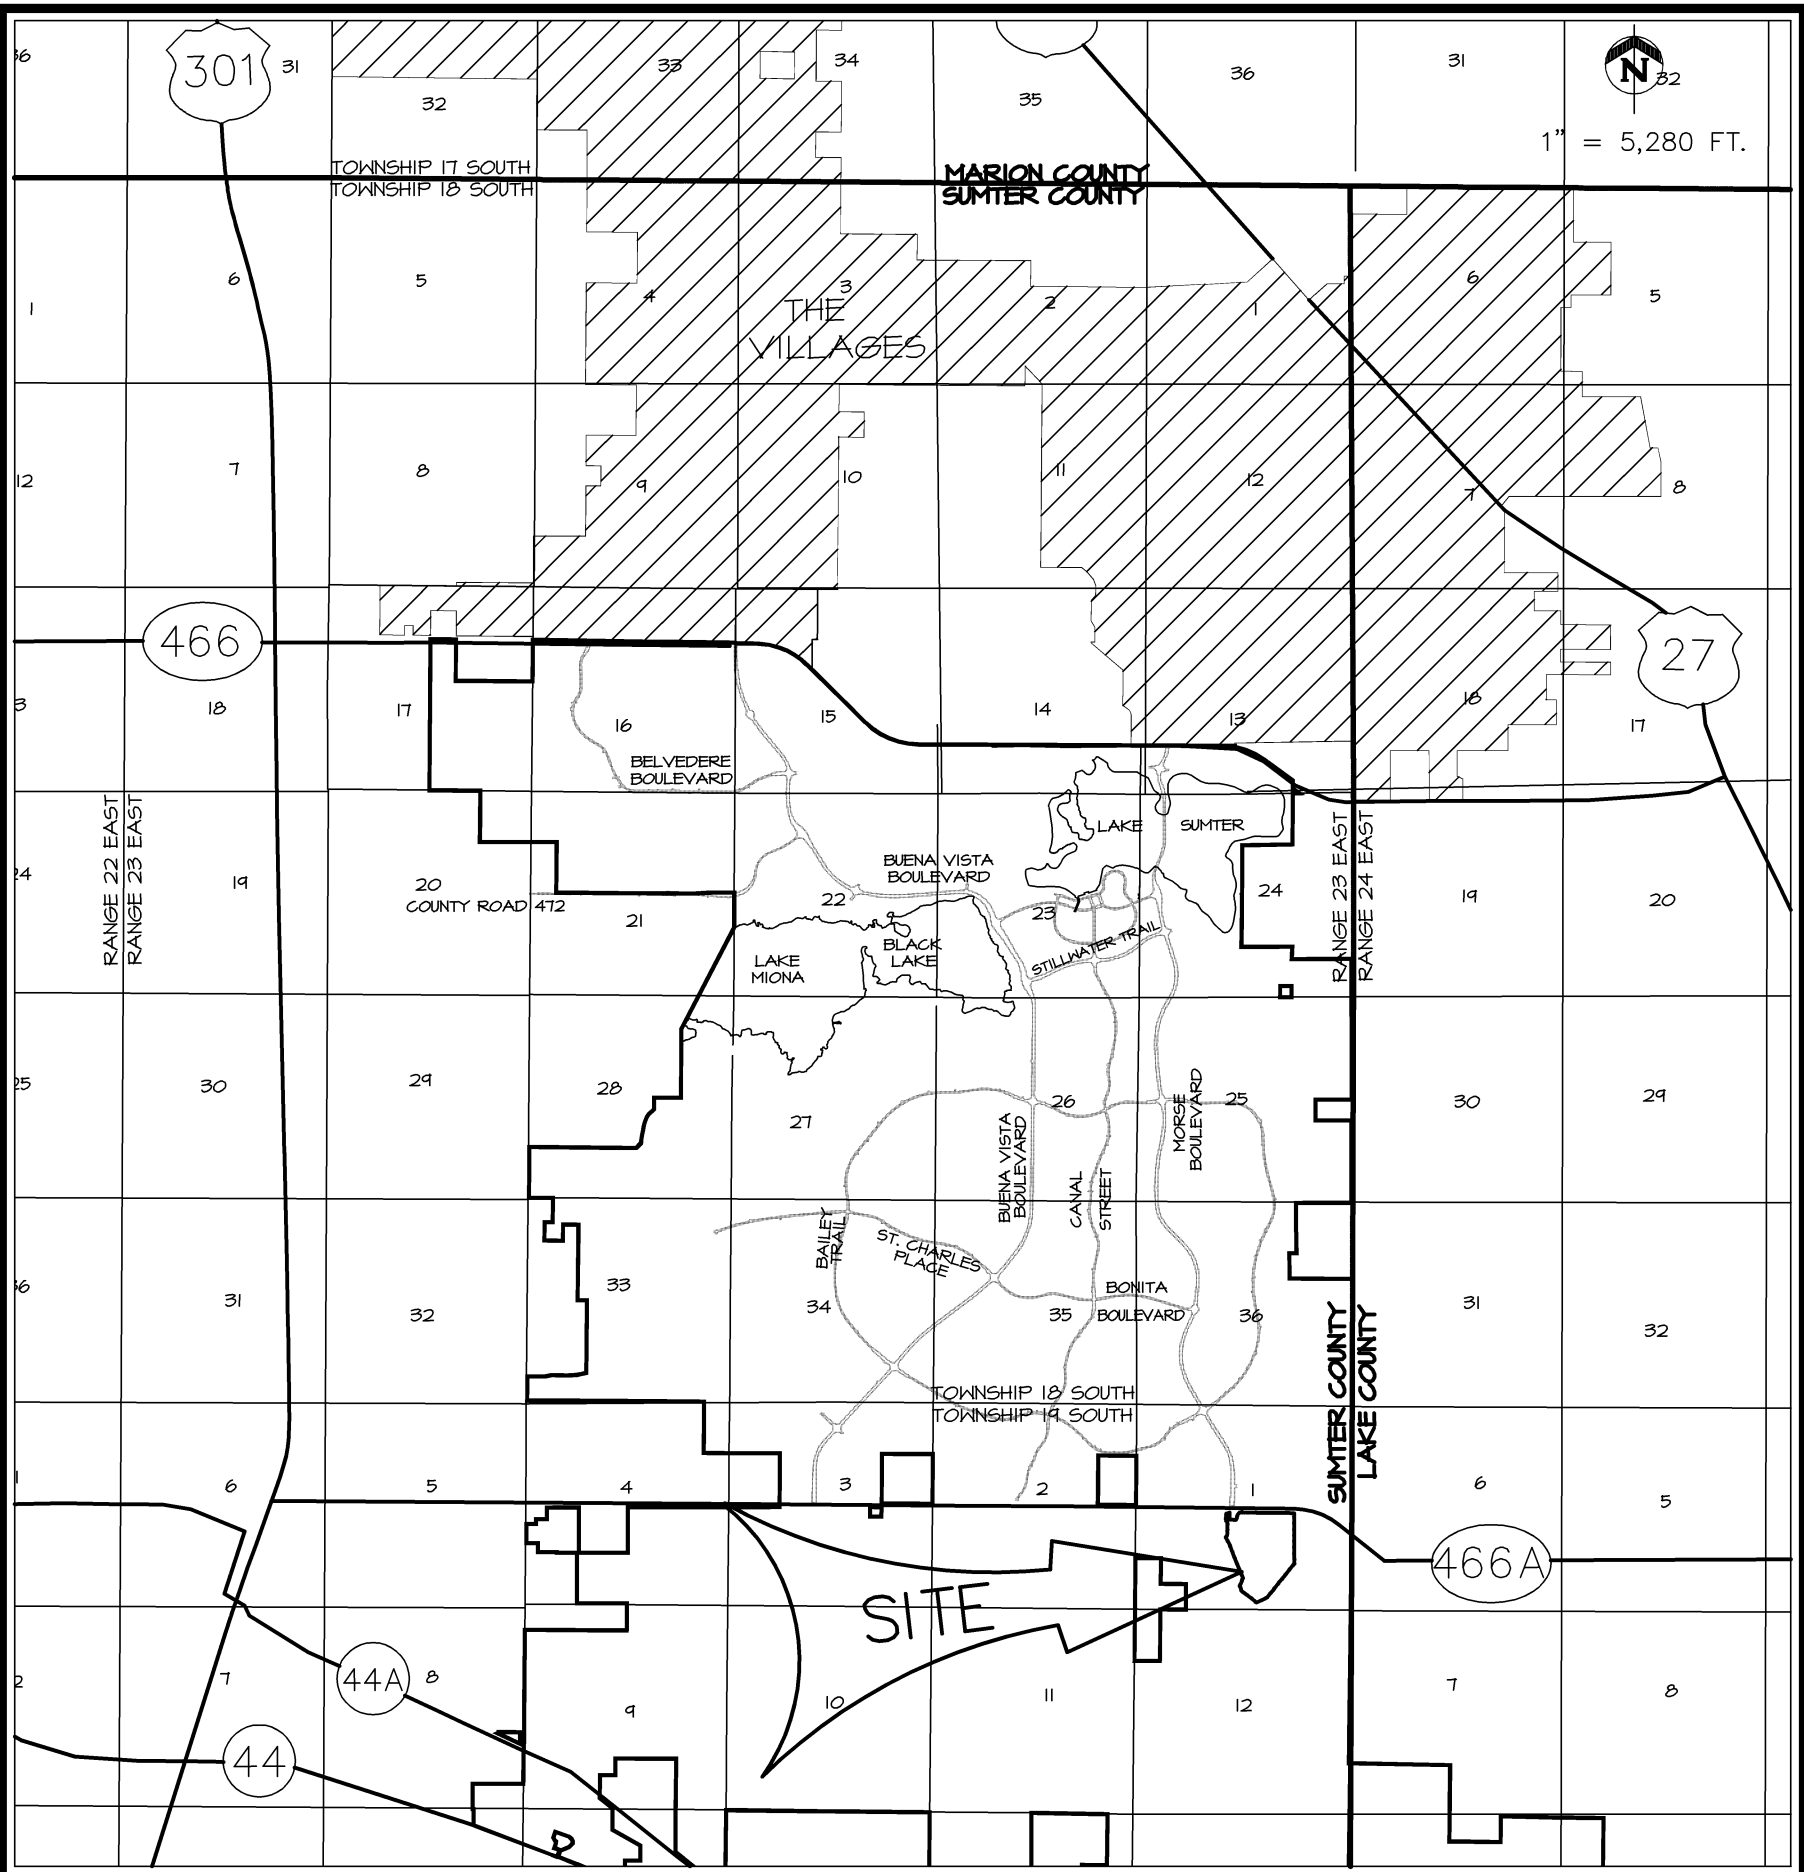 36
301
31
32
33
34
35
36
31
N
32
1" = 5,280 FT.
TOWNSHIP 17 SOUTH
TOWNSHIP 18 SOUTH
MARION COUNTY
SUMTER COUNTY
1
6
5
4
3
2
1
6
5
THE
VILLAGES
12
7
8
9
10
11
12
7
8
466
27
3
18
17
16
15
14
13
18
17
BELVEDERE
BOULEVARD
RANGE 22 EAST
RANGE 23 EAST
LAKE SUMTER
RANGE 23 EAST
RANGE 24 EAST
24
19
20
COUNTY ROAD 472
21
22
BUENA VISTA
BOULEVARD
23
24
19
20
STILLWATER TRAIL
LAKE
MIONA
BLACK
LAKE
25
30
29
28
27
26
25
30
29
BUENA VISTA
BOULEVARD
CANAL
STREET
MORSE
BOULEVARD
BAILEY
TRAIL
ST. CHARLES
PLACE
BONITA
BOULEVARD
36
31
32
33
34
35
36
31
32
SUMTER COUNTY
LAKE COUNTY
TOWNSHIP 18 SOUTH
TOWNSHIP 19 SOUTH
1
6
5
4
3
2
1
6
5
466A
SITE
2
7
44A
8
9
10
11
12
7
8
44